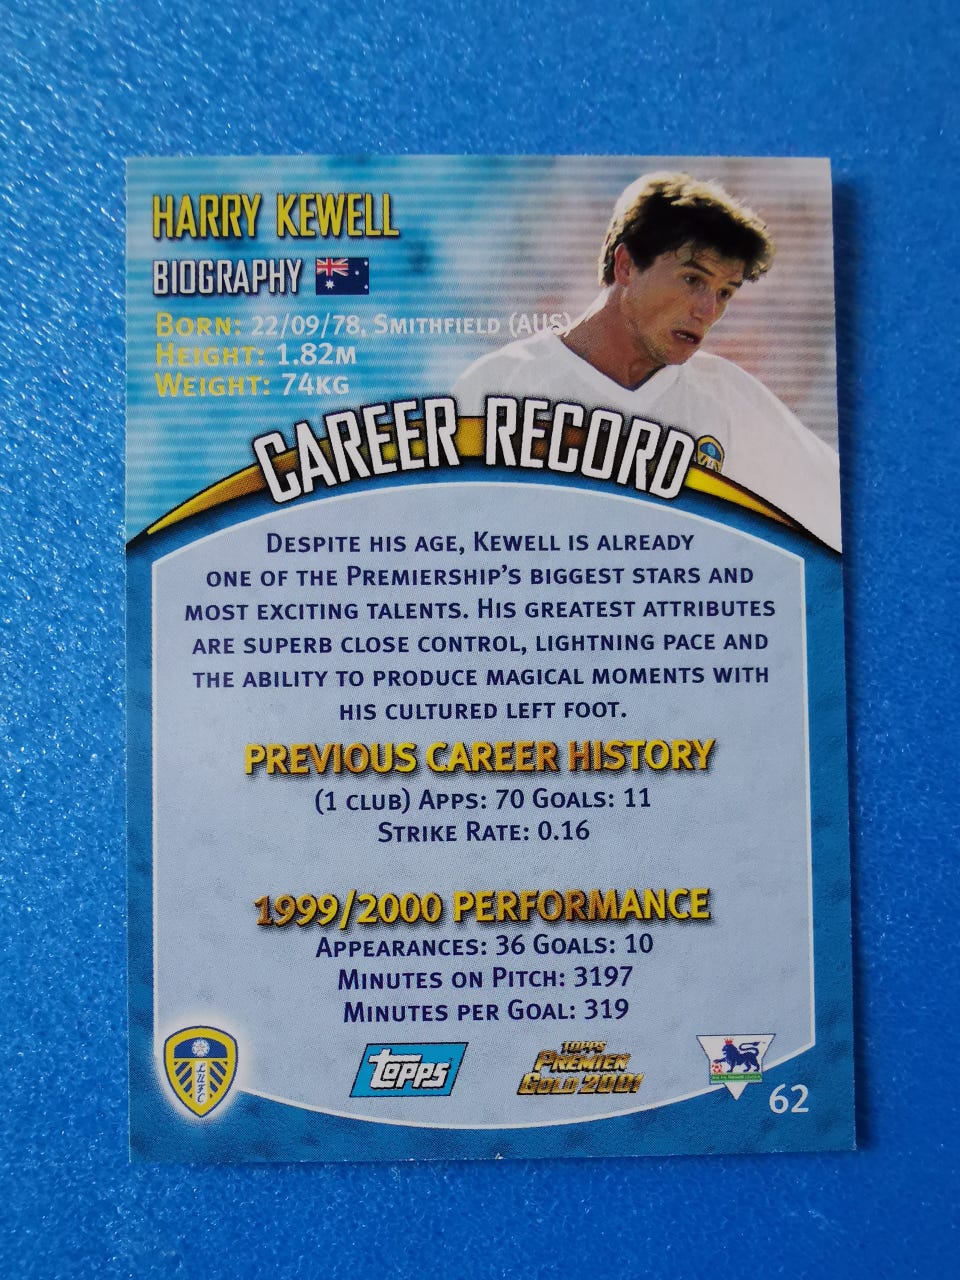 HARRY KEWELL
BIOGRAPHY
BORN: 22/09/78, SMITHFIELD (AUS)
HEIGHT: 1.82M
WEIGHT: 74KG
CAREER RECORD
DESPITE HIS AGE, KEWELL IS ALREADY
ONE OF THE PREMIERSHIP'S BIGGEST STARS AND
MOST EXCITING TALENTS. HIS GREATEST ATTRIBUTES
ARE SUPERB CLOSE CONTROL, LIGHTNING PACE AND
THE ABILITY TO PRODUCE MAGICAL MOMENTS WITH
HIS CULTURED LEFT FOOT.
PREVIOUS CAREER HISTORY
(1 CLUB) APPS: 70 GOALS: 11
STRIKE RATE: 0.16
1999/2000 PERFORMANCE
APPEARANCES: 36 GOALS: 10
MINUTES ON PITCH: 3197
MINUTES PER GOAL: 319
LUFC
Topps
TOPPS
PREMIER
GOLD 2001
62